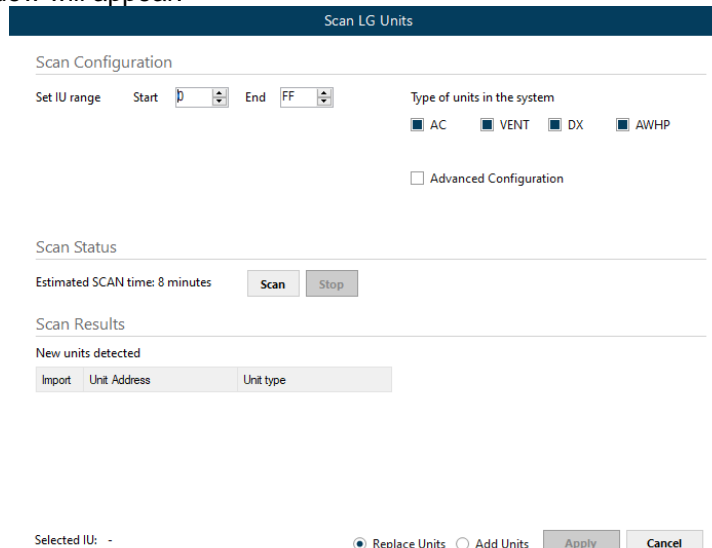 Scan LG Units
Scan Configuration
Set IU range Start 0 End FF Type of units in the system
AC VENT DX AWHP
Advanced Configuration
Scan Status
Estimated SCAN time: 8 minutes Scan Stop
Scan Results
New units detected
Import Unit Address Unit type
Selected IU: - Replace Units Add Units Apply Cancel